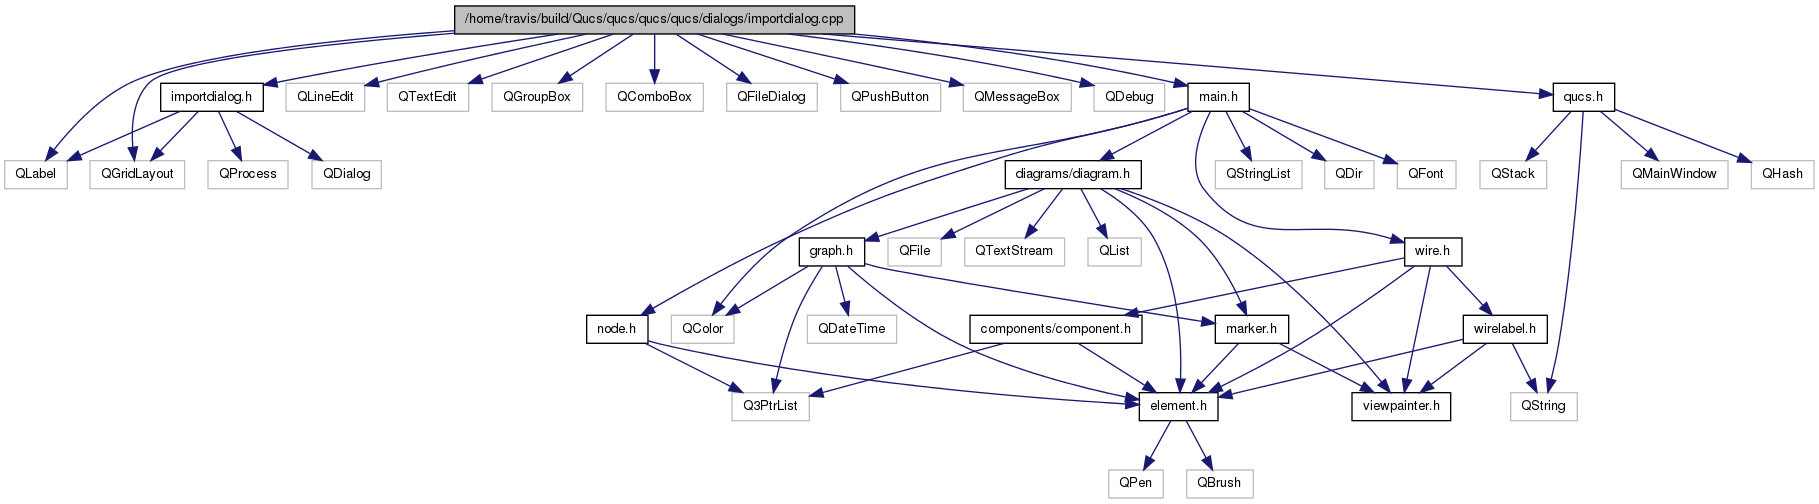 /home/travis/build/Qucs/qucs/qucs/qucs/dialogs/importdialog.cpp
importdialog.h
QLineEdit
QTextEdit
QGroupBox
QComboBox
QFileDialog
QPushButton
QMessageBox
QDebug
main.h
qucs.h
QLabel
QGridLayout
QProcess
QDialog
diagrams/diagram.h
QStringList
QDir
QFont
QStack
QMainWindow
QHash
graph.h
QFile
QTextStream
QList
wire.h
node.h
QColor
QDateTime
components/component.h
marker.h
wirelabel.h
Q3PtrList
element.h
viewpainter.h
QString
QPen
QBrush